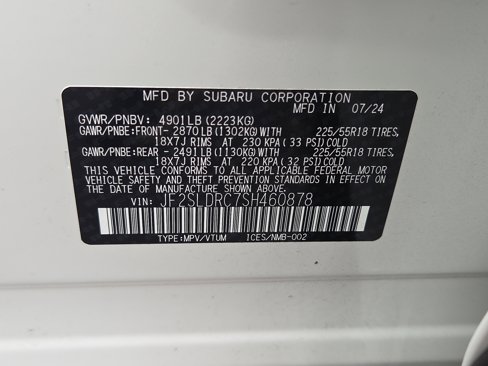 MFD BY SUBARU CORPORATION
MFD IN 07/24
GVWR/PNBV: 4901LB (2223KG)
GAWR/PNBE:FRONT- 2870LB (1302KG) WITH 225/55R18 TIRES,
18X7J RIMS AT 230 KPA (33 PSI) COLD
GAWR/PNBE:REAR - 2491LB (1130KG) WITH 225/55R18 TIRES,
18X7J RIMS AT 220 KPA (32 PSI) COLD
THIS VEHICLE CONFORMS TO ALL APPLICABLE FEDERAL MOTOR
VEHICLE SAFETY AND THEFT PREVENTION STANDARDS IN
EFFECT ON THE DATE OF MANUFACTURE SHOWN ABOVE.
VIN: JF2SLDRC7SH460878
TYPE:MPV/VTUM ICES/NMB-002